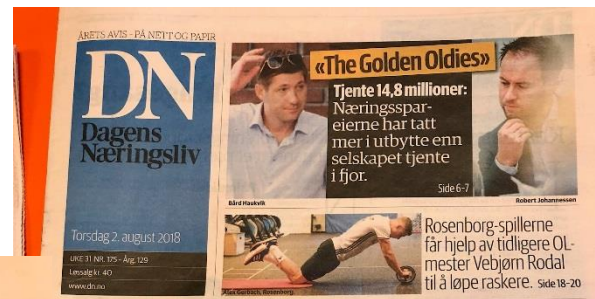 ÅRETS AVIS - PÅ NETT OG PAPIR
DN
Dagens
Næringsliv
Torsdag 2. august 2018
UKE 31 NR. 175 - Årg. 129
Løssalg kr. 40
www.dn.no
«The Golden Oldies»
Tjente 14,8 millioner:
Næringsspar-
eierne har tatt
mer i utbytte enn
selskapet tjente
i fjor.
Side 6-7
Bård Haukvik
Robert Johannessen
Alex Gersbach, Rosenborg
Rosenborg-spillerne
får hjelp av tidligere OL-
mester Vebjørn Rodal
til å løpe raskere. Side 18-20